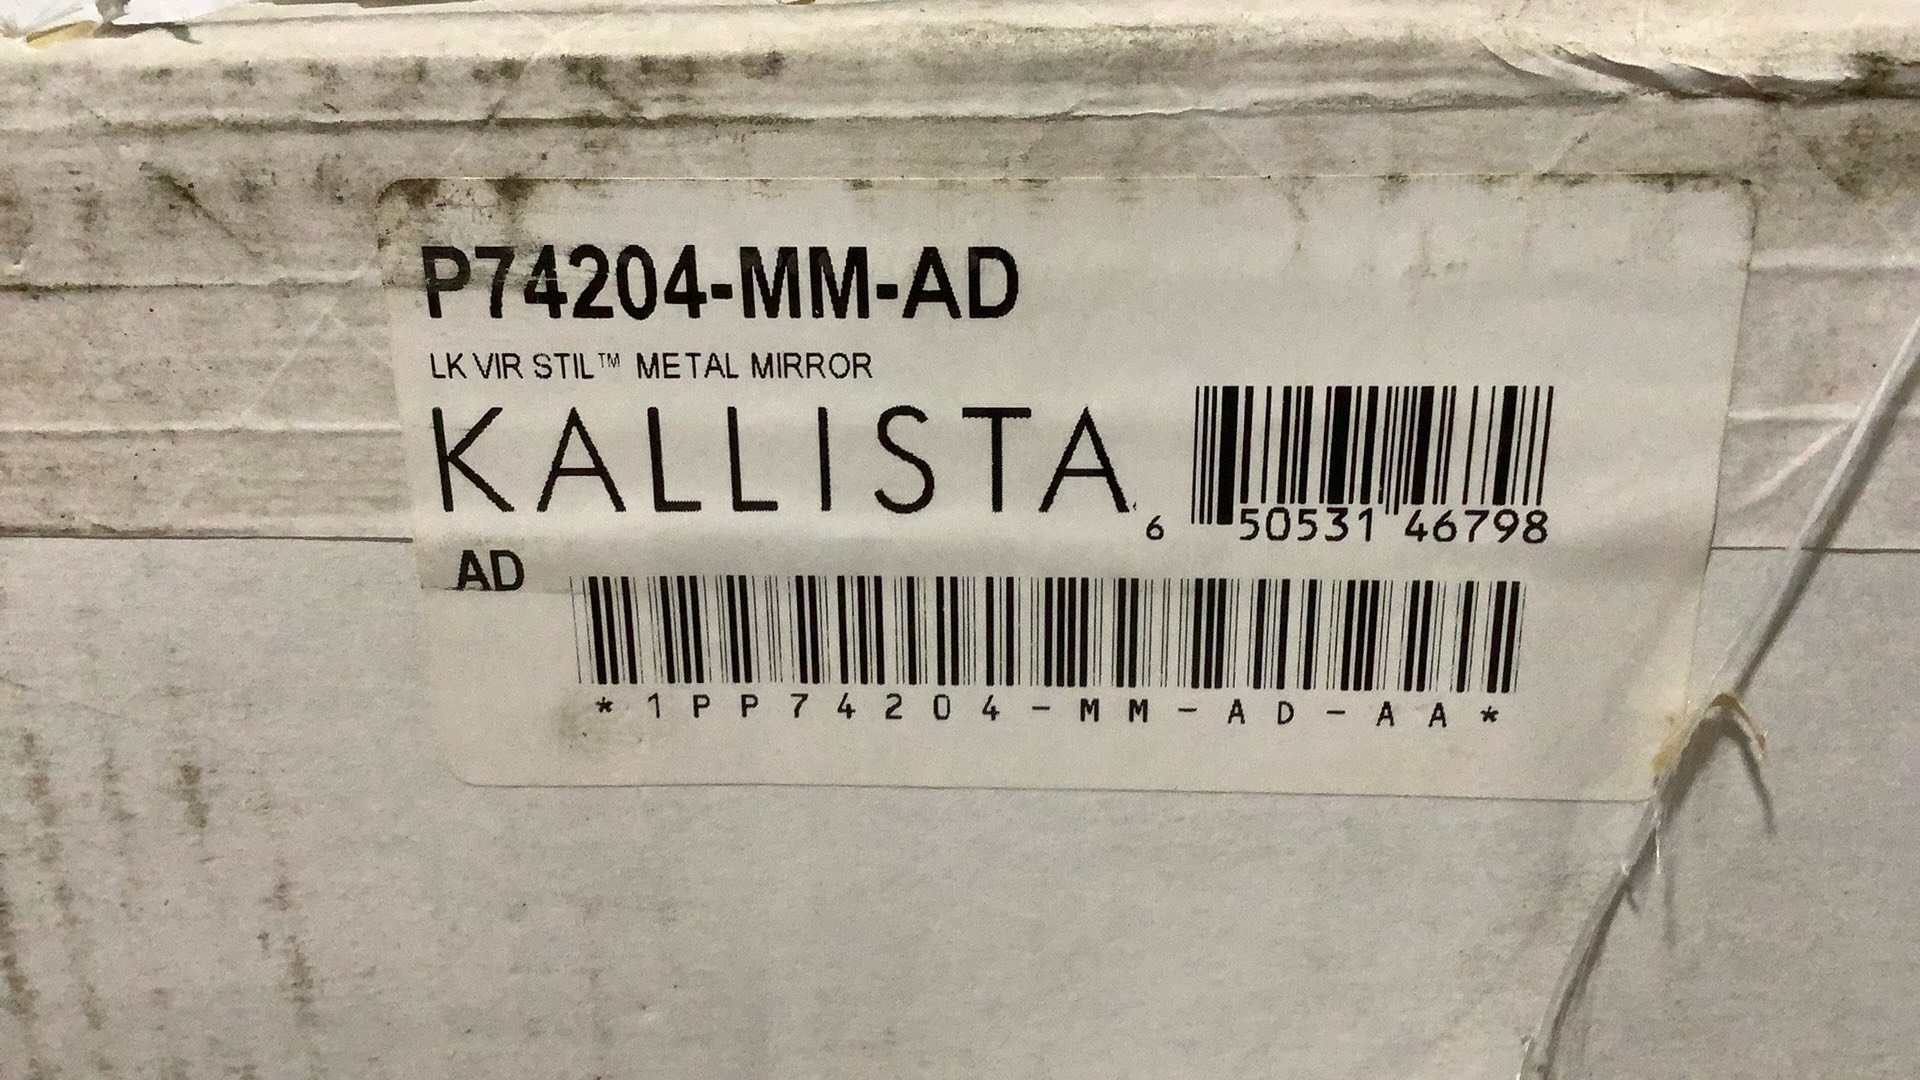 P74204-MM-AD
LK VIR STIL™ METAL MIRROR
KALLISTA.
6 50531 46798
AD
*1PP74204-MM-AD-AA*